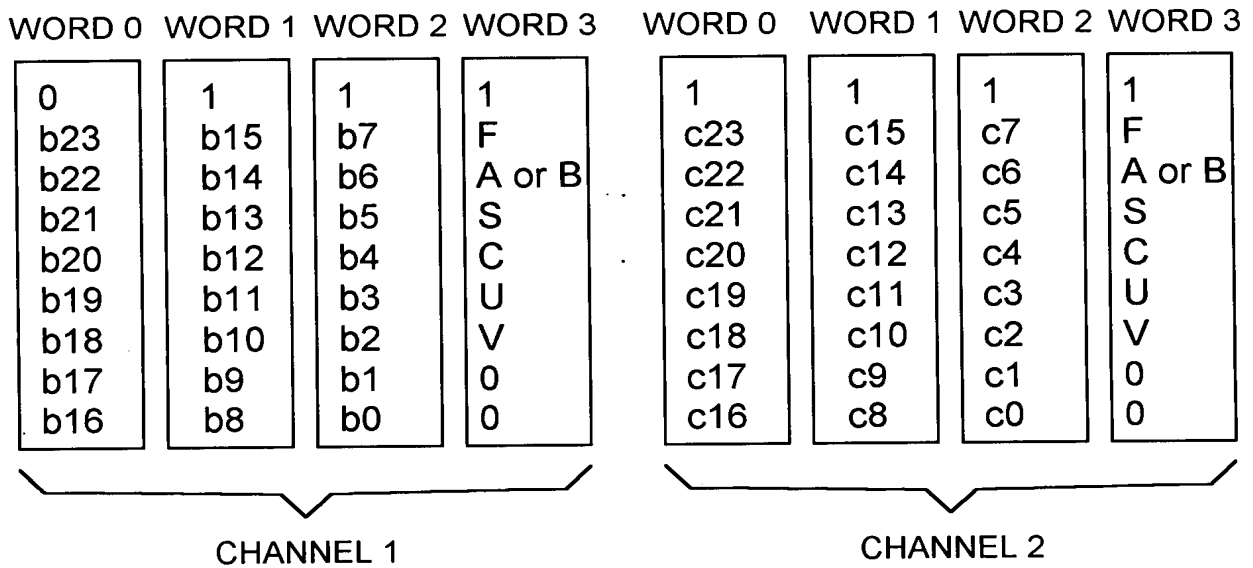 WORD 0 WORD 1 WORD 2 WORD 3 WORD 0 WORD 1 WORD 2 WORD 3
0 1 1 1 1 1 1 1
b23 b15 b7 F c23 c15 c7 F
b22 b14 b6 A or B c22 c14 c6 A or B
b21 b13 b5 S c21 c13 c5 S
b20 b12 b4 C c20 c12 c4 C
b19 b11 b3 U c19 c11 c3 U
b18 b10 b2 V c18 c10 c2 V
b17 b9 b1 0 c17 c9 c1 0
b16 b8 b0 0 c16 c8 c0 0
CHANNEL 1 CHANNEL 2